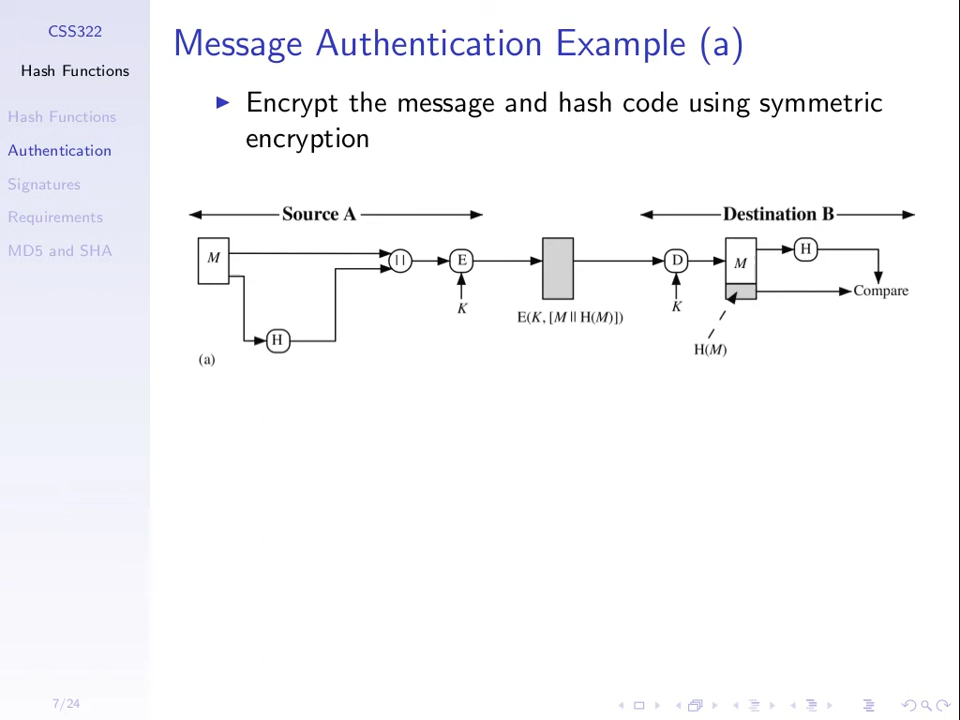 CSS322
Hash Functions
Hash Functions
Authentication
Signatures
Requirements
MD5 and SHA
Message Authentication Example (a)
Encrypt the message and hash code using symmetric
encryption
Source A
Destination B
M
||
E
D
M
H
K
K
Compare
E(K, [M || H(M)])
H
H(M)
(a)
7/24